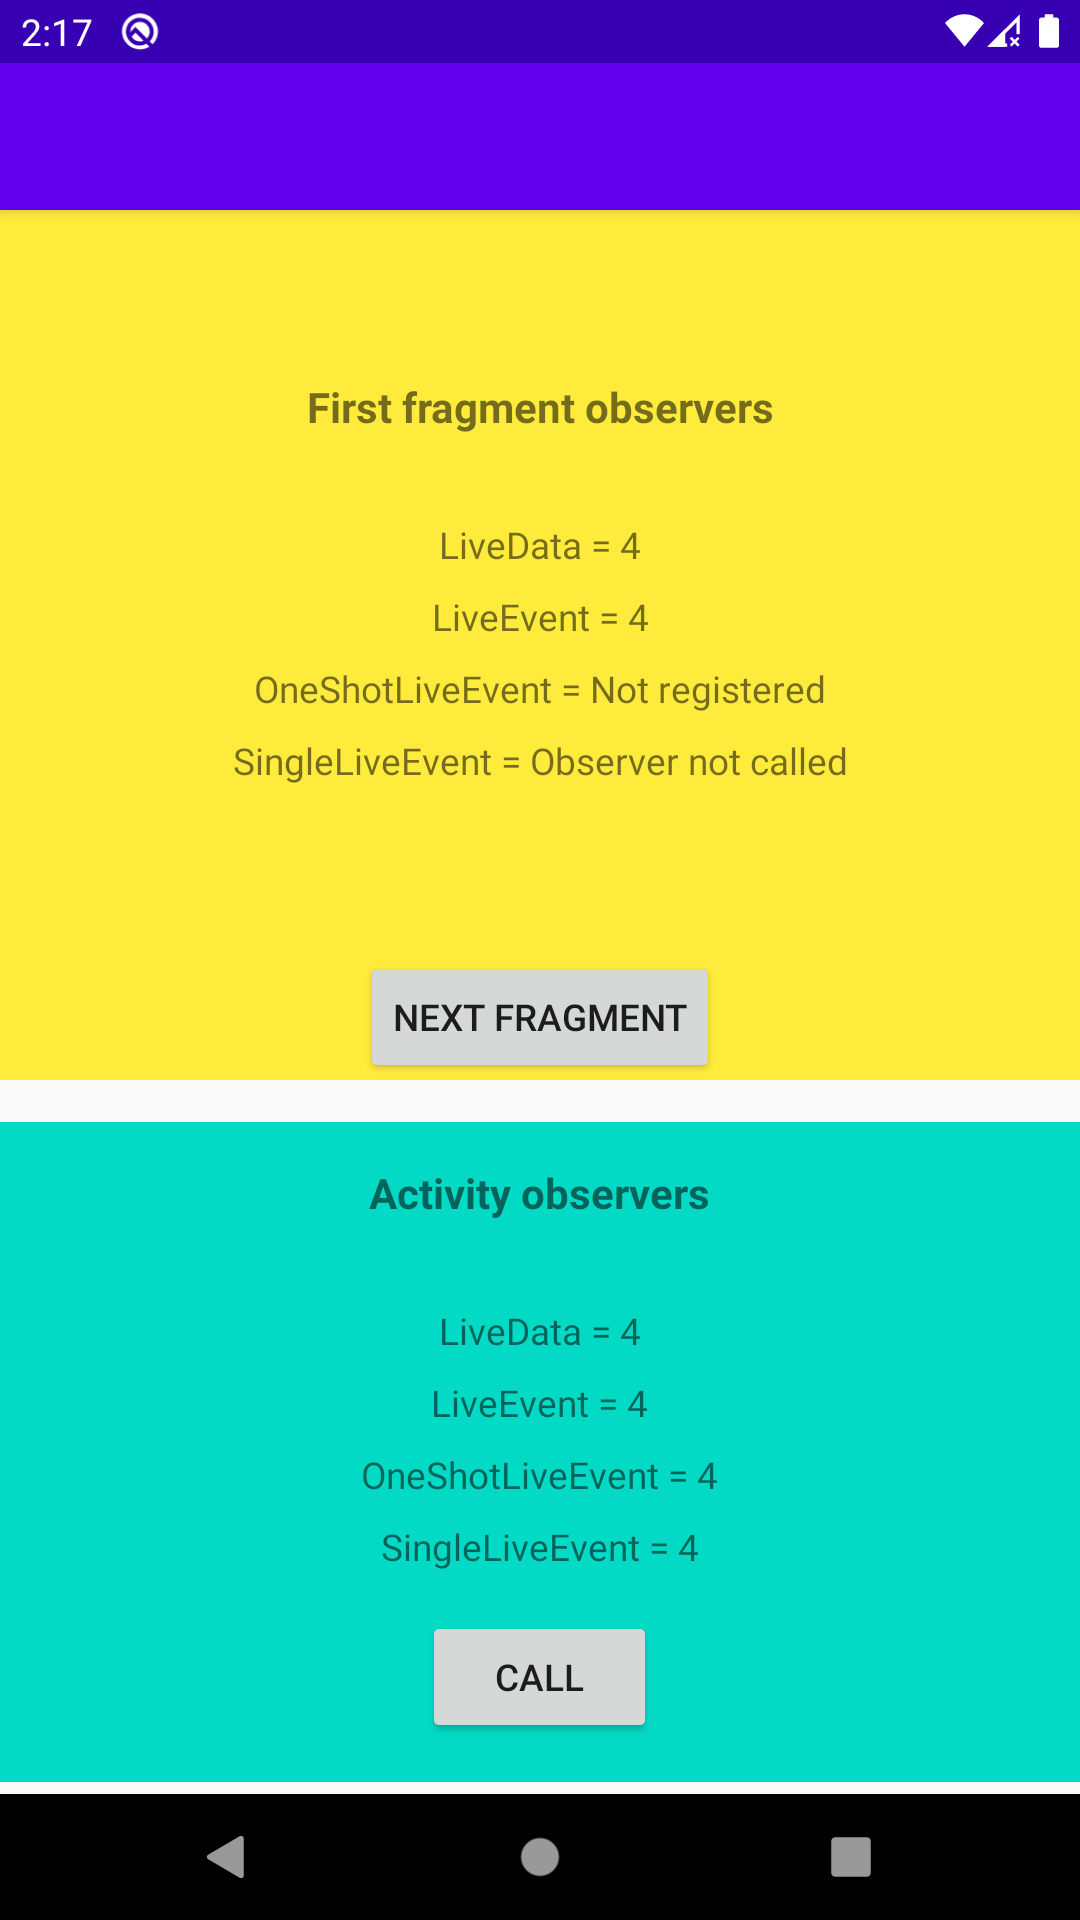 2:17
First fragment observers
LiveData = 4
LiveEvent = 4
OneShotLiveEvent = Not registered
SingleLiveEvent = Observer not called
NEXT FRAGMENT
Activity observers
LiveData = 4
LiveEvent = 4
OneShotLiveEvent = 4
SingleLiveEvent = 4
CALL